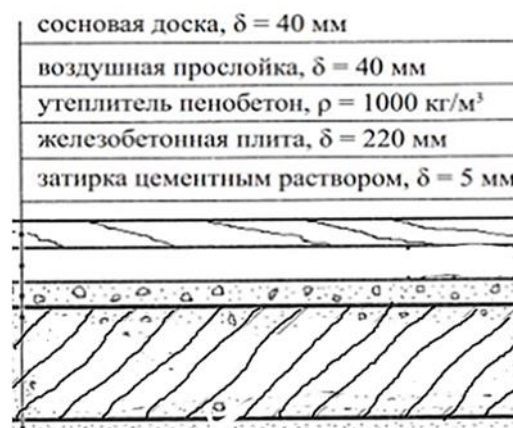 сосновая доска, δ = 40 мм
воздушная прослойка, δ = 40 мм
утеплитель пенобетон, ρ = 1000 кг/м³
железобетонная плита, δ = 220 мм
затирка цементным раствором, δ = 5 мм